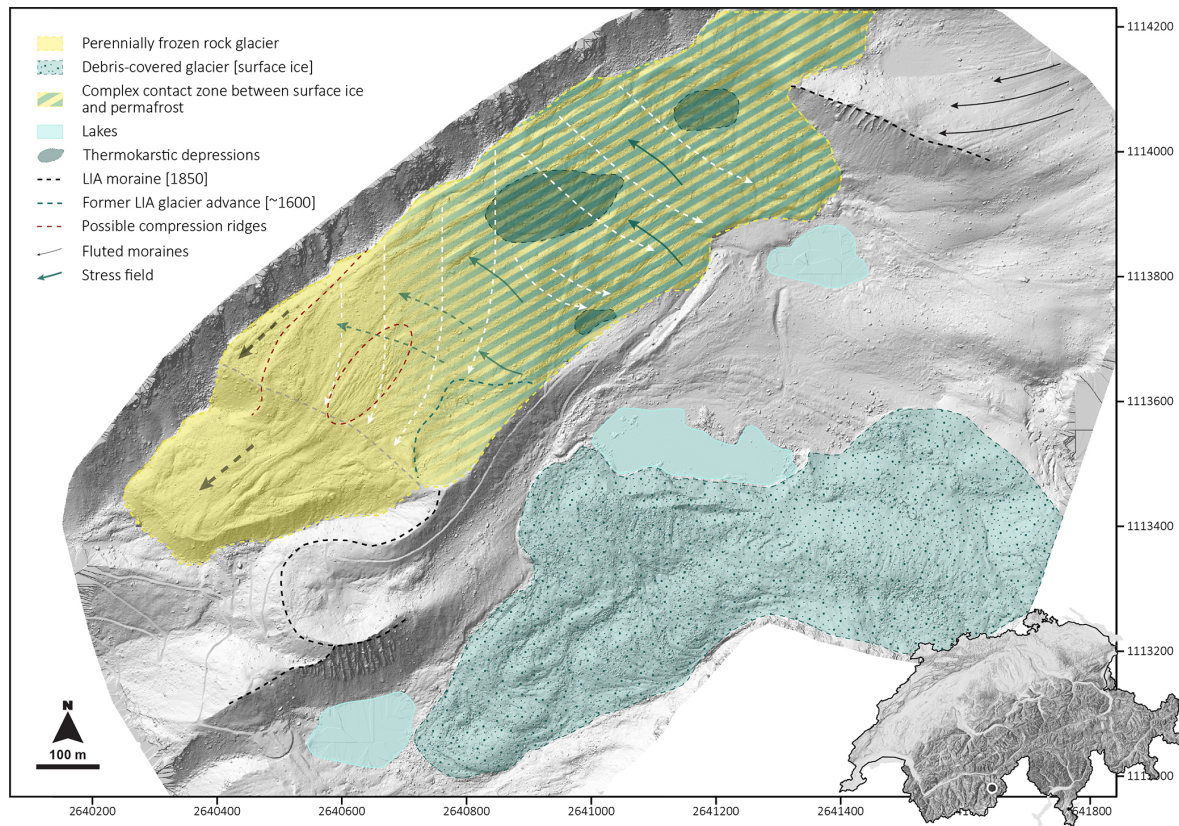 Perennially frozen rock glacier
Debris-covered glacier [surface ice]
Complex contact zone between surface ice
and permafrost
Lakes
Thermokarstic depressions
LIA moraine [1850]
Former LIA glacier advance [~1600]
Possible compression ridges
Fluted moraines
Stress field
1114200
1114000
1113800
1113600
1113400
1113200
N
100 m
2640200
2640400
2640600
2640800
2641000
2641200
2641400
2641800